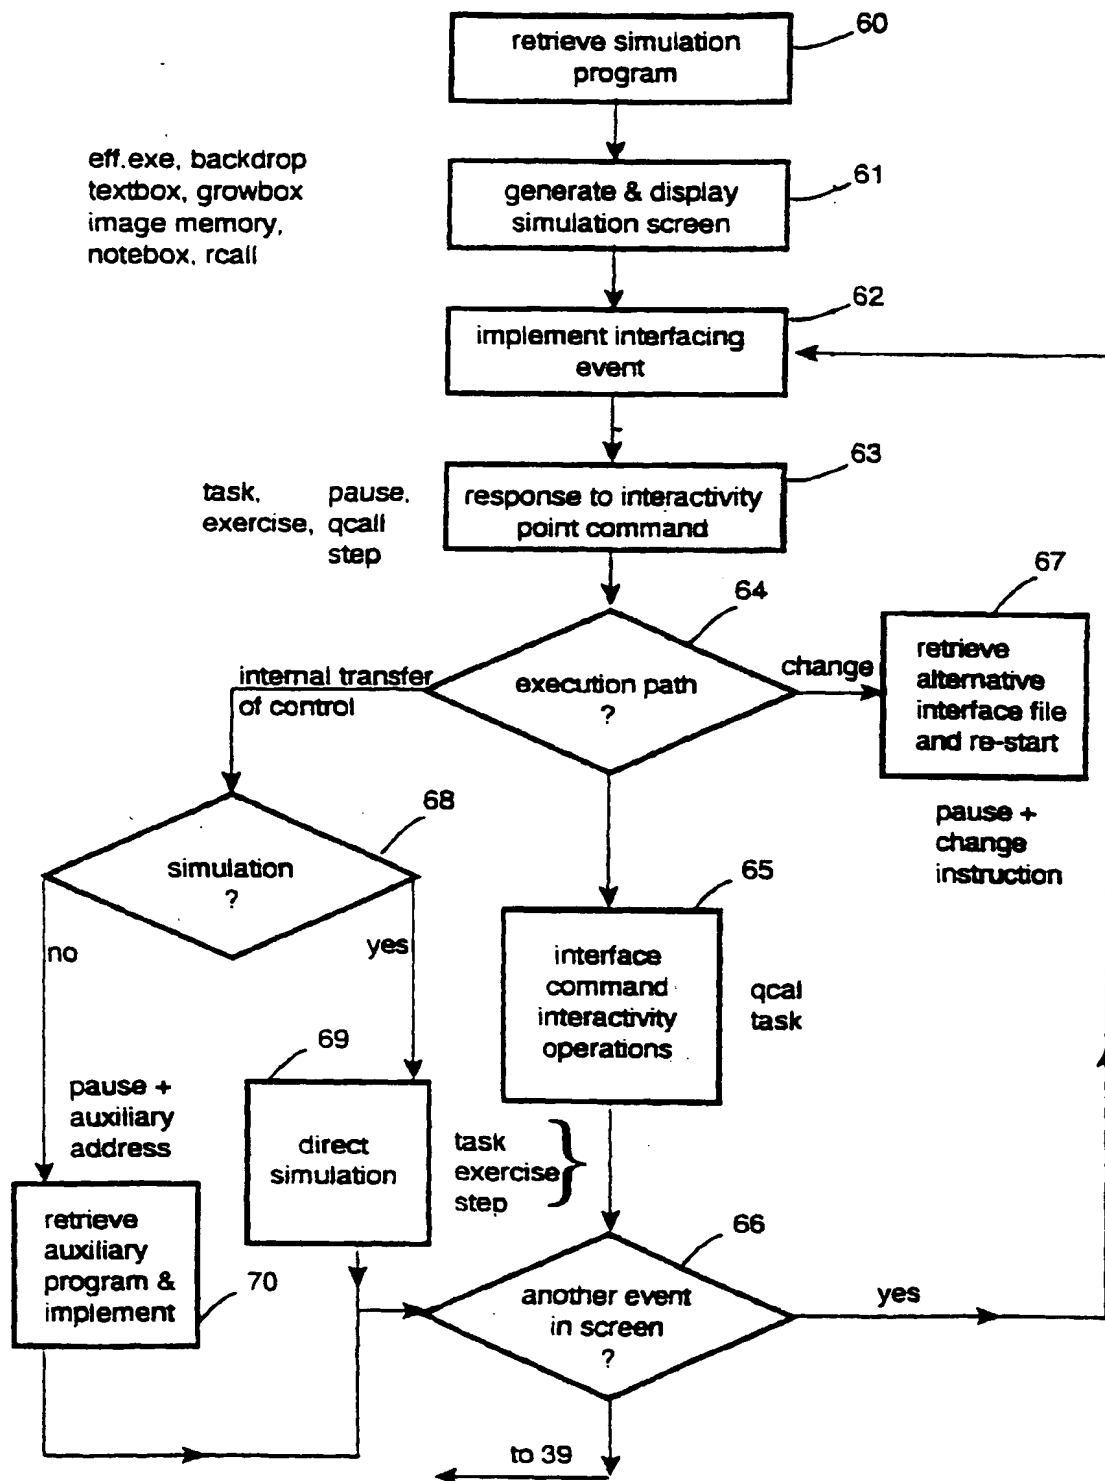 60
retrieve simulation
program
eff.exe, backdrop
textbox, growbox
image memory,
notebox, rcall
61
generate & display
simulation screen
62
implement interfacing
event
63
task, pause,
exercise, qcall
step
response to interactivity
point command
64
67
internal transfer
of control
execution path
?
change
retrieve
alternative
interface file
and re-start
pause +
change
instruction
68
simulation
?
no
yes
65
interface
command
interactivity
operations
qcal
task
69
pause +
auxiliary
address
direct
simulation
task
exercise
step
retrieve
auxiliary
program &
implement
70
66
another event
in screen
?
yes
to 39